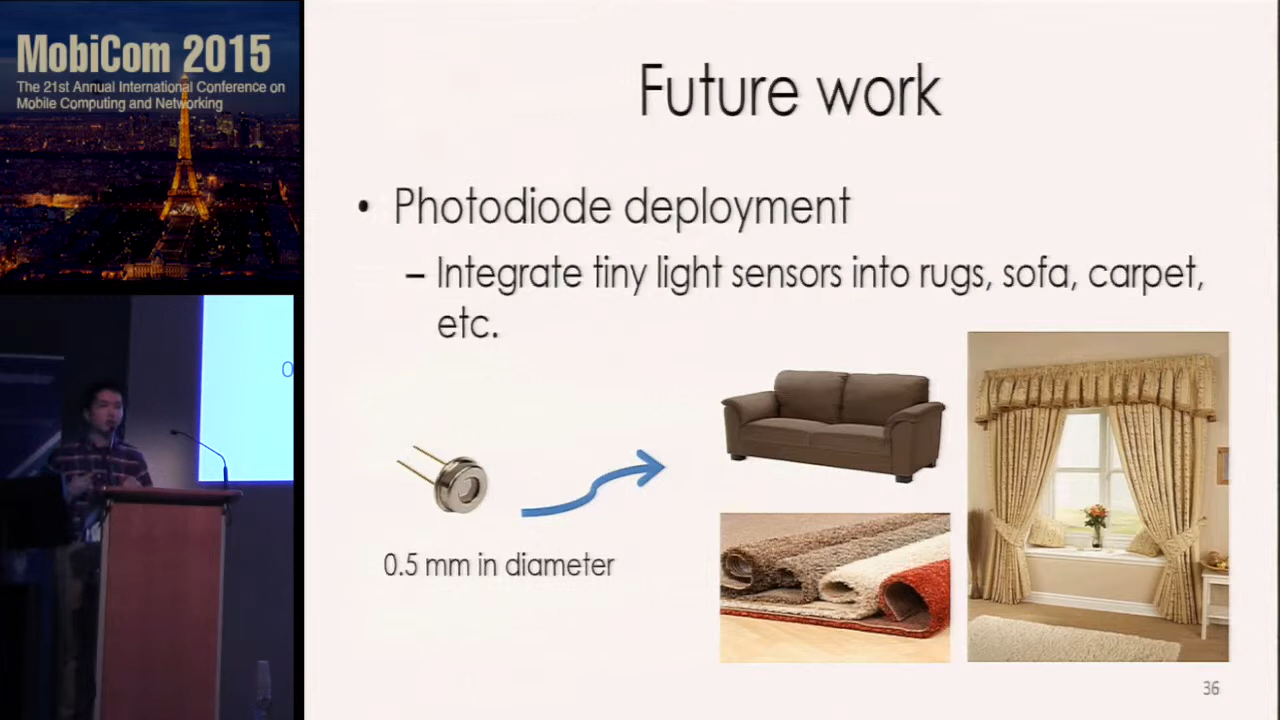 MobiCom 2015
The 21st Annual International Conference on
Mobile Computing and Networking
Future work
• Photodiode deployment
– Integrate tiny light sensors into rugs, sofa, carpet,
etc.
0.5 mm in diameter
36